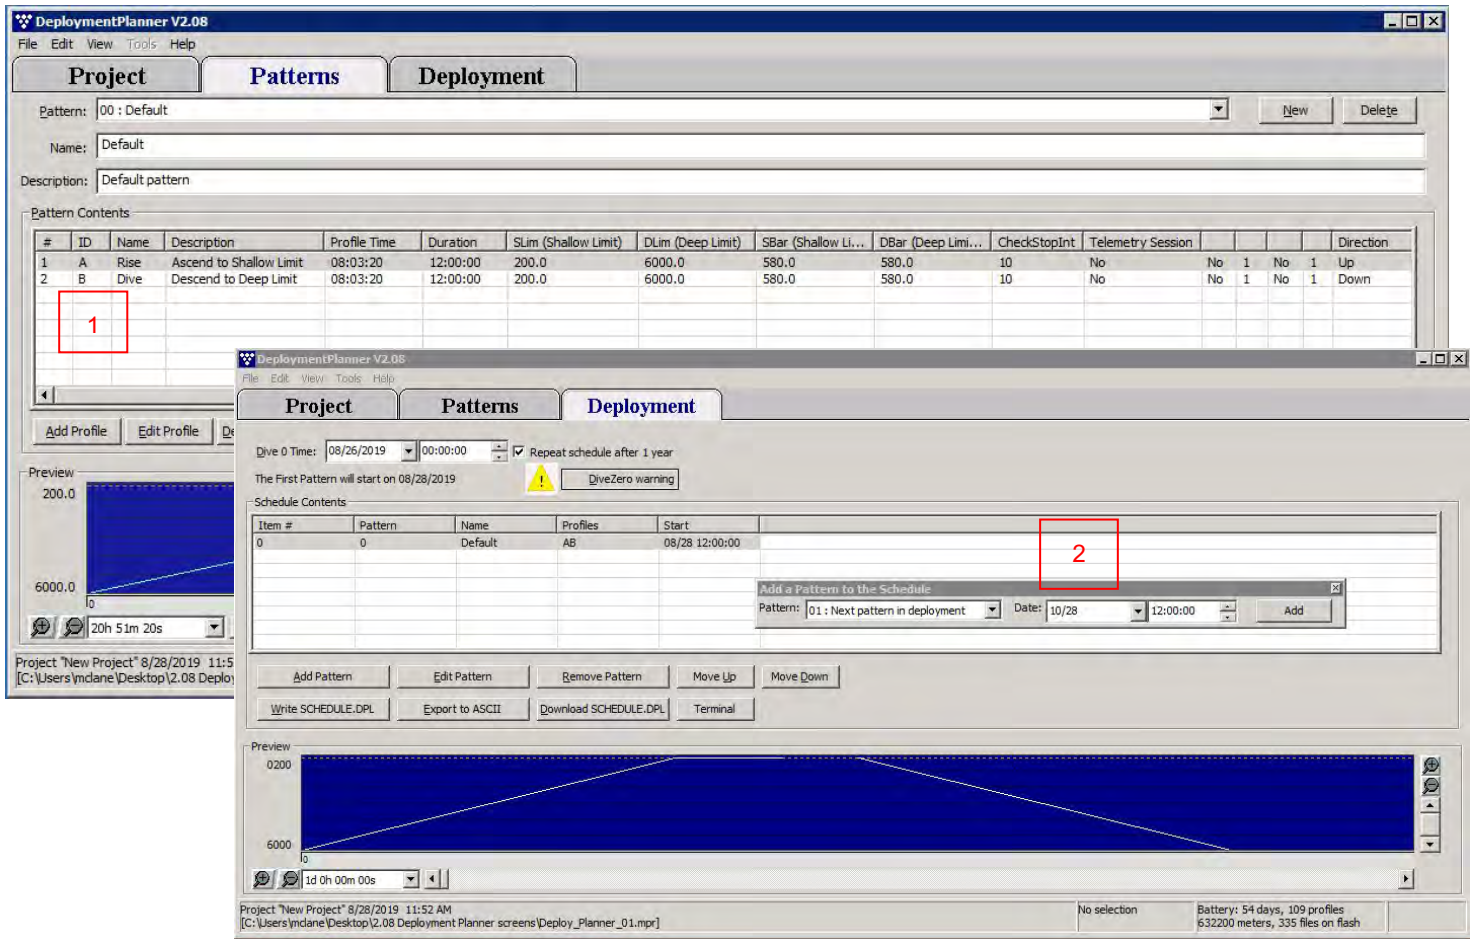 DeploymentPlanner V2.08
File Edit View Tools Help
Project Patterns Deployment
Pattern: 00 : Default New Delete
Name: Default
Description: Default pattern
Pattern Contents
# ID Name Description Profile Time Duration SLim (Shallow Limit) DLim (Deep Limit) SBar (Shallow Li... DBar (Deep Limi... CheckStopInt Telemetry Session Direction
1 A Rise Ascend to Shallow Limit 08:03:20 12:00:00 200.0 6000.0 580.0 580.0 10 No No 1 No 1 Up
2 B Dive Descend to Deep Limit 08:03:20 12:00:00 200.0 6000.0 580.0 580.0 10 No No 1 No 1 Down
1
Add Profile Edit Profile De
Preview
200.0
6000.0
0
20h 51m 20s
Project "New Project" 8/28/2019 11:5
[C:\Users\mclane\Desktop\2.08 Deploy
DeploymentPlanner V2.08
File Edit View Tools Help
Project Patterns Deployment
Dive 0 Time: 08/26/2019 00:00:00 Repeat schedule after 1 year
The First Pattern will start on 08/28/2019 DiveZero warning
Schedule Contents
Item # Pattern Name Profiles Start
0 0 Default AB 08/28 12:00:00
2
Add a Pattern to the Schedule
Pattern: 01 : Next pattern in deployment Date: 10/28 12:00:00 Add
Add Pattern Edit Pattern Remove Pattern Move Up Move Down
Write SCHEDULE.DPL Export to ASCII Download SCHEDULE.DPL Terminal
Preview
0200
6000
0
1d 0h 00m 00s
Project "New Project" 8/28/2019 11:52 AM No selection Battery: 54 days, 109 profiles
[C:\Users\mclane\Desktop\2.08 Deployment Planner screens\Deploy_Planner_01.mpr] 632200 meters, 335 files on flash